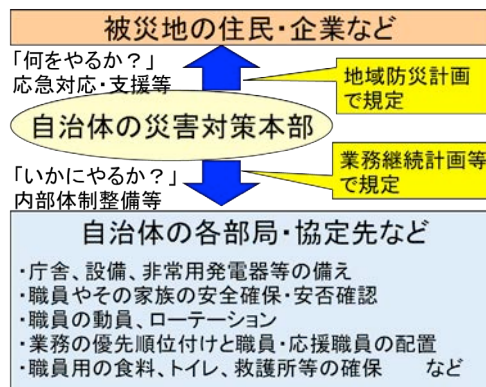 被災地の住民・企業など
「何をやるか？」
応急対応・支援等
地域防災計画
で規定
自治体の災害対策本部
「いかにやるか？」
内部体制整備等
業務継続計画等
で規定
自治体の各部局・協定先など
・庁舎、設備、非常用発電器等の備え
・職員やその家族の安全確保・安否確認
・職員の動員、ローテーション
・業務の優先順位付けと職員・応援職員の配置
・職員用の食料、トイレ、救護所等の確保　など